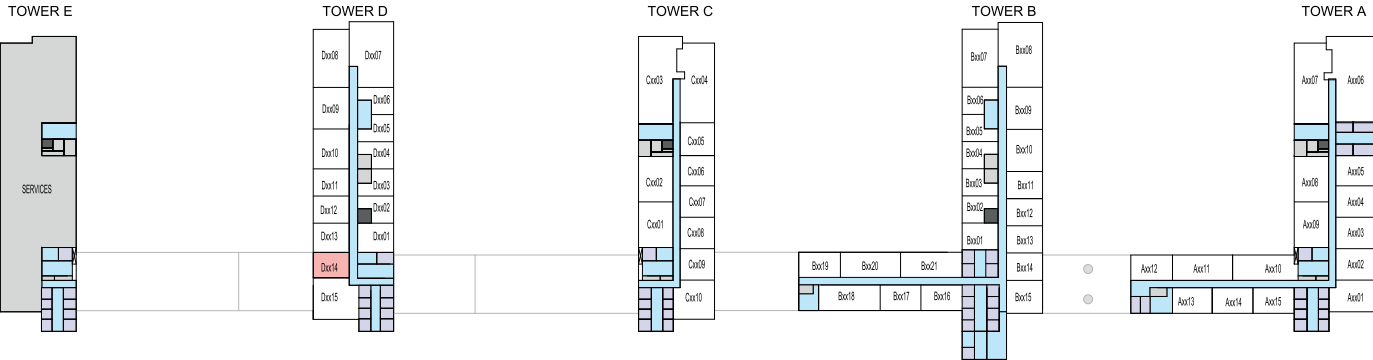 TOWER E
TOWER D
TOWER C
TOWER B
TOWER A
SERVICES
Dxx08
Dxx07
Dxx09
Dxx06
Dxx05
Dxx10
Dxx04
Dxx11
Dxx03
Dxx12
Dxx02
Dxx13
Dxx01
Dxx14
Dxx15
Cxx03
Cxx04
Cxx05
Cxx02
Cxx06
Cxx07
Cxx01
Cxx08
Cxx09
Cxx10
Bxx07
Bxx08
Bxx06
Bxx09
Bxx05
Bxx04
Bxx10
Bxx03
Bxx11
Bxx02
Bxx12
Bxx01
Bxx13
Bxx19
Bxx20
Bxx21
Bxx14
Bxx18
Bxx17
Bxx16
Bxx15
Axx07
Axx06
Axx08
Axx05
Axx04
Axx09
Axx03
Axx12
Axx11
Axx10
Axx02
Axx13
Axx14
Axx15
Axx01